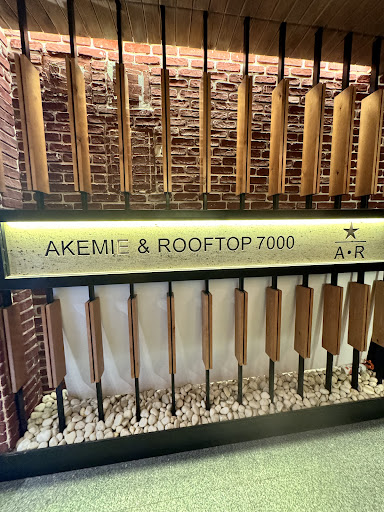 AKEMIE & ROOFTOP 7000
A•R